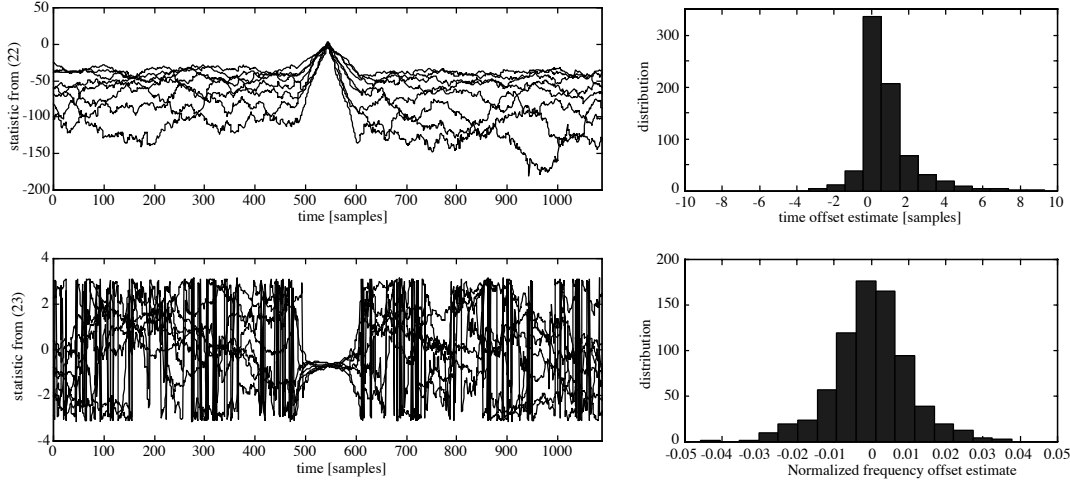 50
0
-50
-100
-150
-200
statistic from (22)
0 100 200 300 400 500 600 700 800 900 1000
time [samples]
300
200
100
0
distribution
-10 -8 -6 -4 -2 0 2 4 6 8 10
time offset estimate [samples]
4
2
0
-2
-4
statistic from (23)
0 100 200 300 400 500 600 700 800 900 1000
time [samples]
200
150
100
50
0
distribution
-0.05 -0.04 -0.03 -0.02 -0.01 0 0.01 0.02 0.03 0.04 0.05
Normalized frequency offset estimate